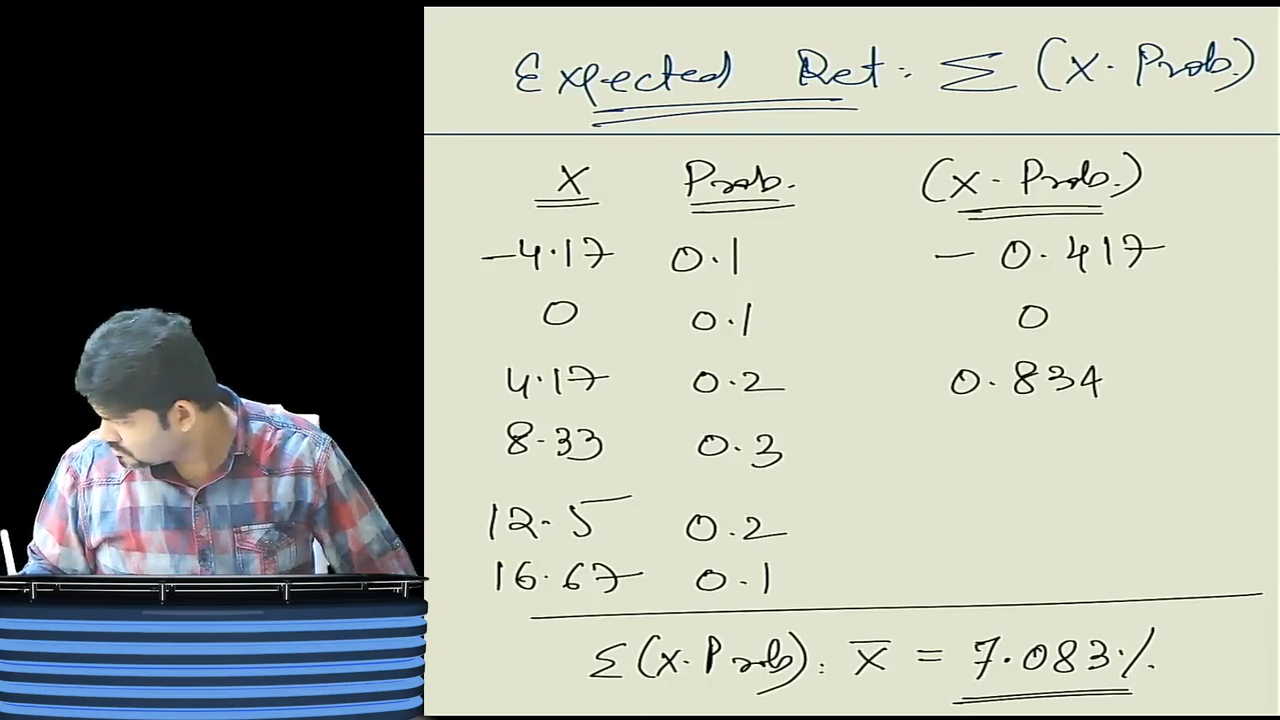 Expected Ret: Σ (X. Prob.)
X Prob. (X - Prob.)
-4.17 0.1 - 0.417
0 0.1 0
4.17 0.2 0.834
8.33 0.3
12.5 0.2
16.67 0.1
Σ(X.Prob): X̅ = 7.083%.